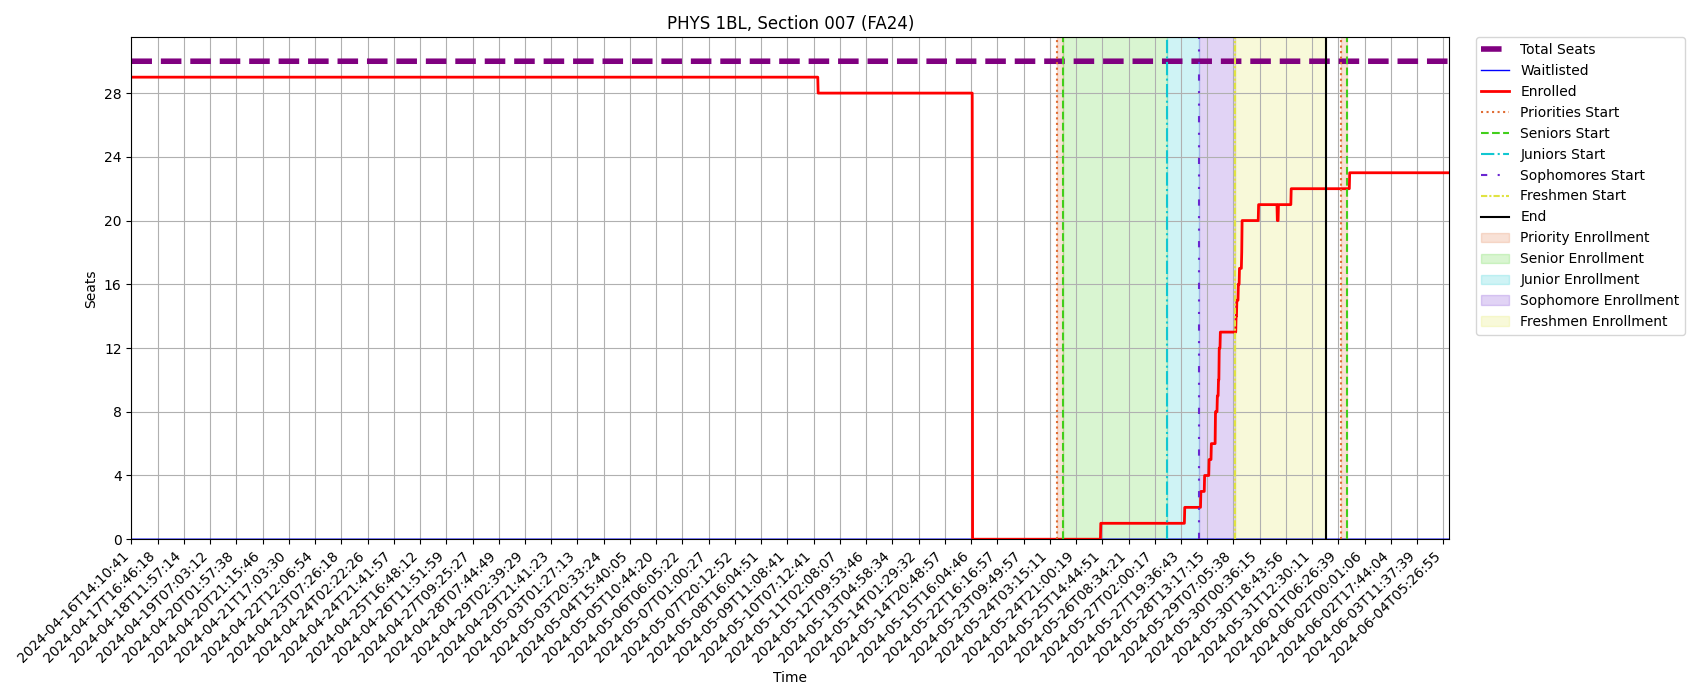 PHYS 1BL, Section 007 (FA24)
Seats
28
24
20
16
12
8
4
0
2024-04-16T14:10:41
2024-04-17T16:46:18
2024-04-18T11:57:14
2024-04-19T07:03:12
2024-04-20T01:57:38
2024-04-20T21:15:46
2024-04-21T17:03:30
2024-04-22T12:06:54
2024-04-23T07:26:18
2024-04-24T02:22:26
2024-04-24T21:41:57
2024-04-25T16:48:12
2024-04-26T11:51:59
2024-04-27T09:25:27
2024-04-28T07:44:49
2024-04-29T02:39:29
2024-04-29T21:41:23
2024-05-03T01:27:13
2024-05-03T20:33:24
2024-05-04T15:40:05
2024-05-05T10:44:20
2024-05-06T06:05:22
2024-05-07T01:00:27
2024-05-07T20:12:52
2024-05-08T16:04:51
2024-05-09T11:08:41
2024-05-10T07:12:41
2024-05-11T02:08:07
2024-05-12T09:53:46
2024-05-13T04:58:34
2024-05-14T01:29:32
2024-05-14T20:48:57
2024-05-15T16:04:46
2024-05-22T16:16:57
2024-05-23T09:49:57
2024-05-24T03:15:11
2024-05-24T21:00:19
2024-05-25T14:44:51
2024-05-26T08:34:21
2024-05-27T02:00:17
2024-05-27T19:36:43
2024-05-28T13:17:15
2024-05-29T07:05:38
2024-05-30T00:36:15
2024-05-30T18:43:56
2024-05-31T12:30:11
2024-06-01T06:26:39
2024-06-02T00:01:06
2024-06-02T17:44:04
2024-06-03T11:37:39
2024-06-04T05:26:55
Time
Total Seats
Waitlisted
Enrolled
Priorities Start
Seniors Start
Juniors Start
Sophomores Start
Freshmen Start
End
Priority Enrollment
Senior Enrollment
Junior Enrollment
Sophomore Enrollment
Freshmen Enrollment